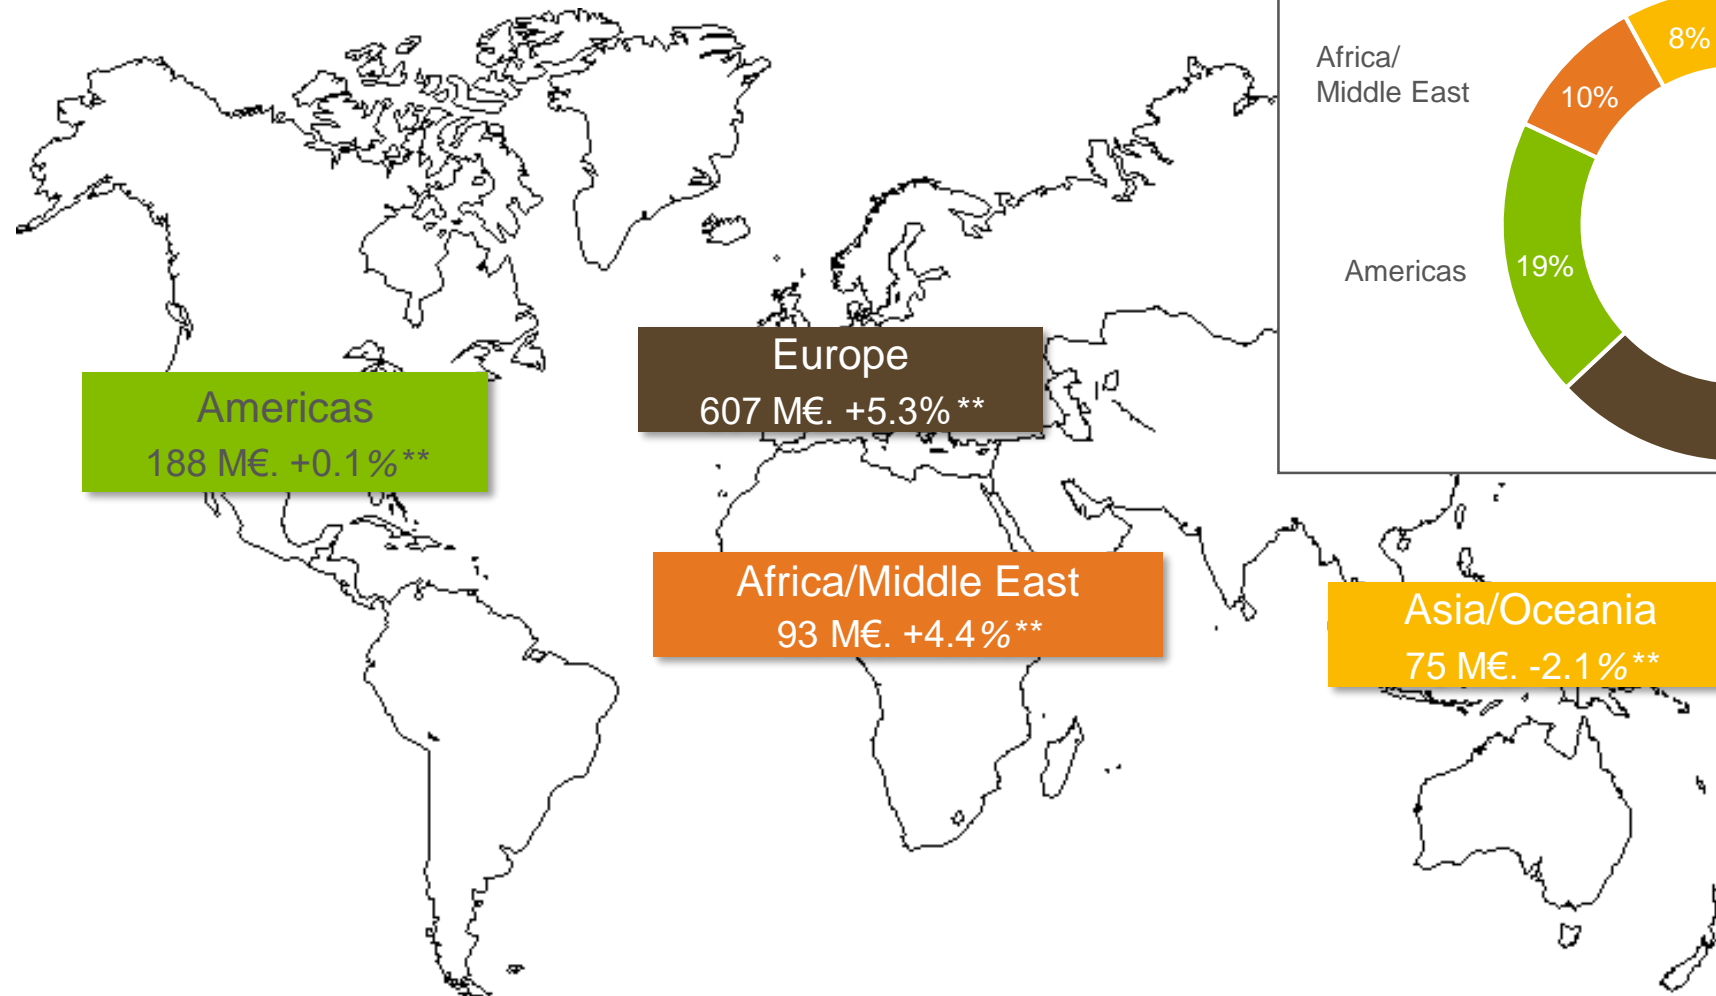 8%
Africa/
Middle East
10%
Americas
19%
Europe
607 M€. +5.3% **
Americas
188 M€. +0.1%**
Africa/Middle East
93 M€. +4.4%**
Asia/Oceania
75 M€. -2.1%**